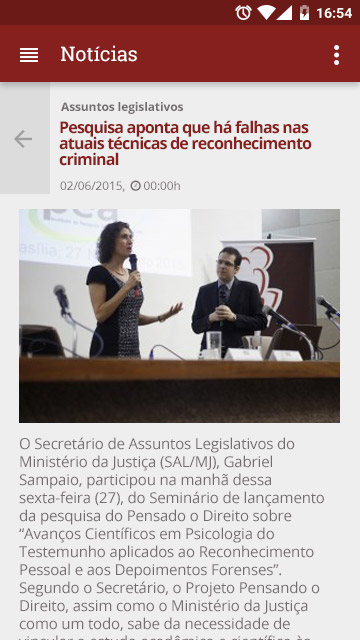 16:54
Notícias
Assuntos legislativos
Pesquisa aponta que há falhas nas
atuais técnicas de reconhecimento
criminal
02/06/2015, 00:00h
O Secretário de Assuntos Legislativos do
Ministério da Justiça (SAL/MJ), Gabriel
Sampaio, participou na manhã dessa
sexta-feira (27), do Seminário de lançamento
da pesquisa do Pensado o Direito sobre
“Avanços Científicos em Psicologia do
Testemunho aplicados ao Reconhecimento
Pessoal e aos Depoimentos Forenses”.
Segundo o Secretário, o Projeto Pensando o
Direito, assim como o Ministério da Justiça
como um todo, sabe da necessidade de